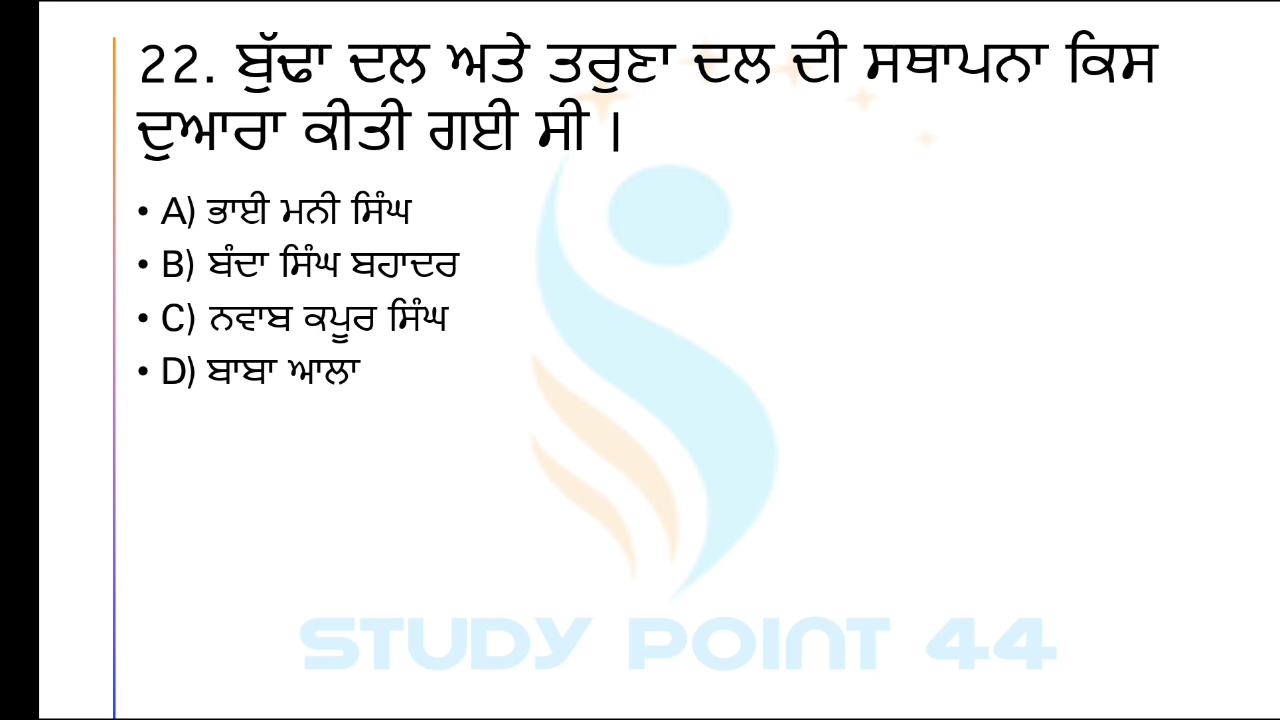 22. ਬੁੱਢਾ ਦਲ ਅਤੇ ਤਰੁਣਾ ਦਲ ਦੀ ਸਥਾਪਨਾ ਕਿਸ
ਦੁਆਰਾ ਕੀਤੀ ਗਈ ਸੀ।
• A) ਭਾਈ ਮਨੀ ਸਿੰਘ
• B) ਬੰਦਾ ਸਿੰਘ ਬਹਾਦਰ
• C) ਨਵਾਬ ਕਪੂਰ ਸਿੰਘ
• D) ਬਾਬਾ ਆਲਾ
STUDY POINT 44